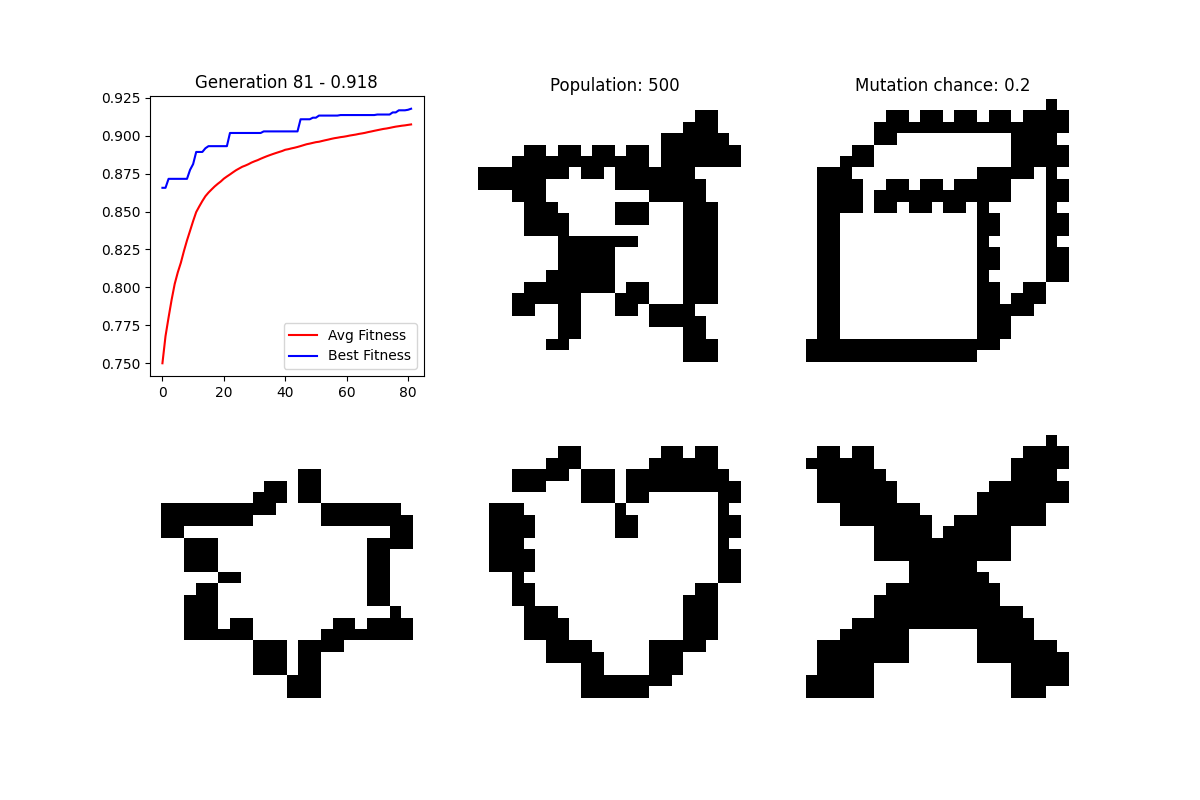 Generation 81 - 0.918
Population: 500
Mutation chance: 0.2
0.925
0.900
0.875
0.850
0.825
0.800
0.775
0.750
Avg Fitness
Best Fitness
0 20 40 60 80